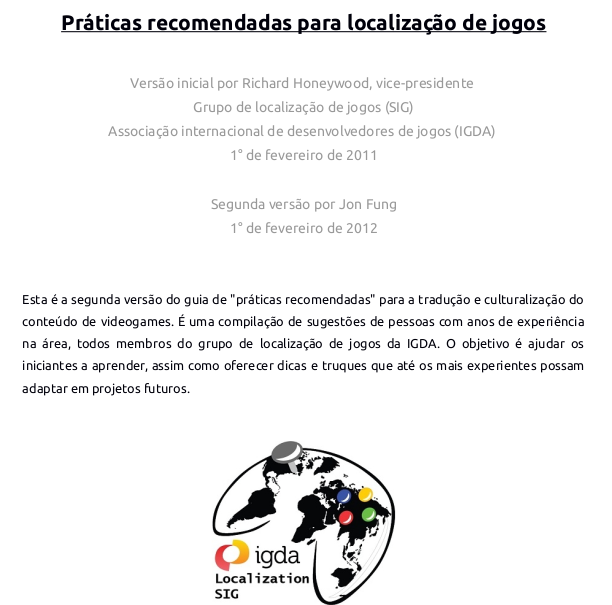 Práticas recomendadas para localização de jogos
Versão inicial por Richard Honeywood, vice-presidente
Grupo de localização de jogos (SIG)
Associação internacional de desenvolvedores de jogos (IGDA)
1° de fevereiro de 2011
Segunda versão por Jon Fung
1° de fevereiro de 2012
Esta é a segunda versão do guia de "práticas recomendadas" para a tradução e culturalização do
conteúdo de videogames. É uma compilação de sugestões de pessoas com anos de experiência
na área, todos membros do grupo de localização de jogos da IGDA. O objetivo é ajudar os
iniciantes a aprender, assim como oferecer dicas e truques que até os mais experientes possam
adaptar em projetos futuros.
igda
Localization
SIG